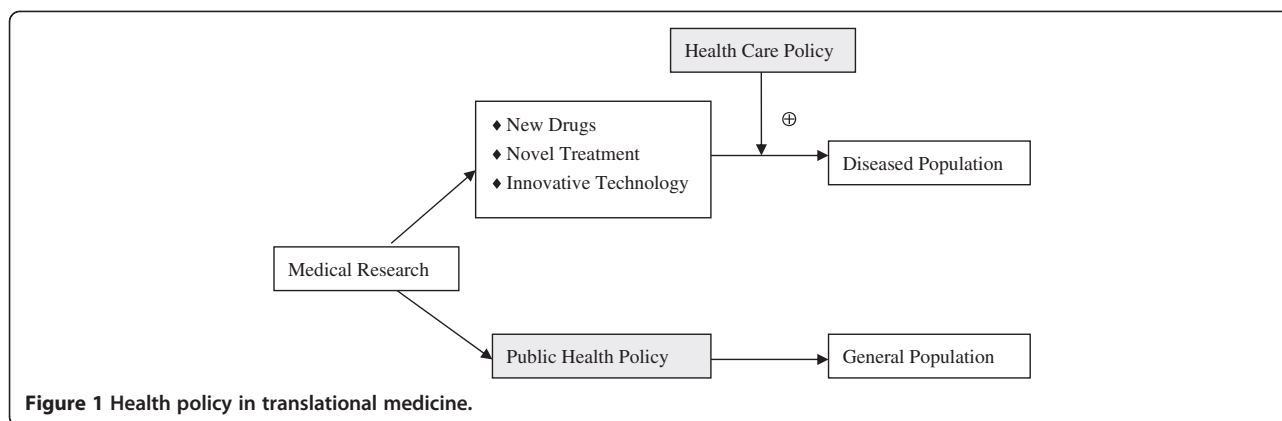 Health Care Policy
⊕
♦ New Drugs
♦ Novel Treatment
♦ Innovative Technology
Diseased Population
Medical Research
Public Health Policy
General Population
Figure 1 Health policy in translational medicine.